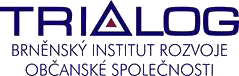 TRIALOG
BRNĚNSKÝ INSTITUT ROZVOJE
OBČANSKÉ SPOLEČNOSTI